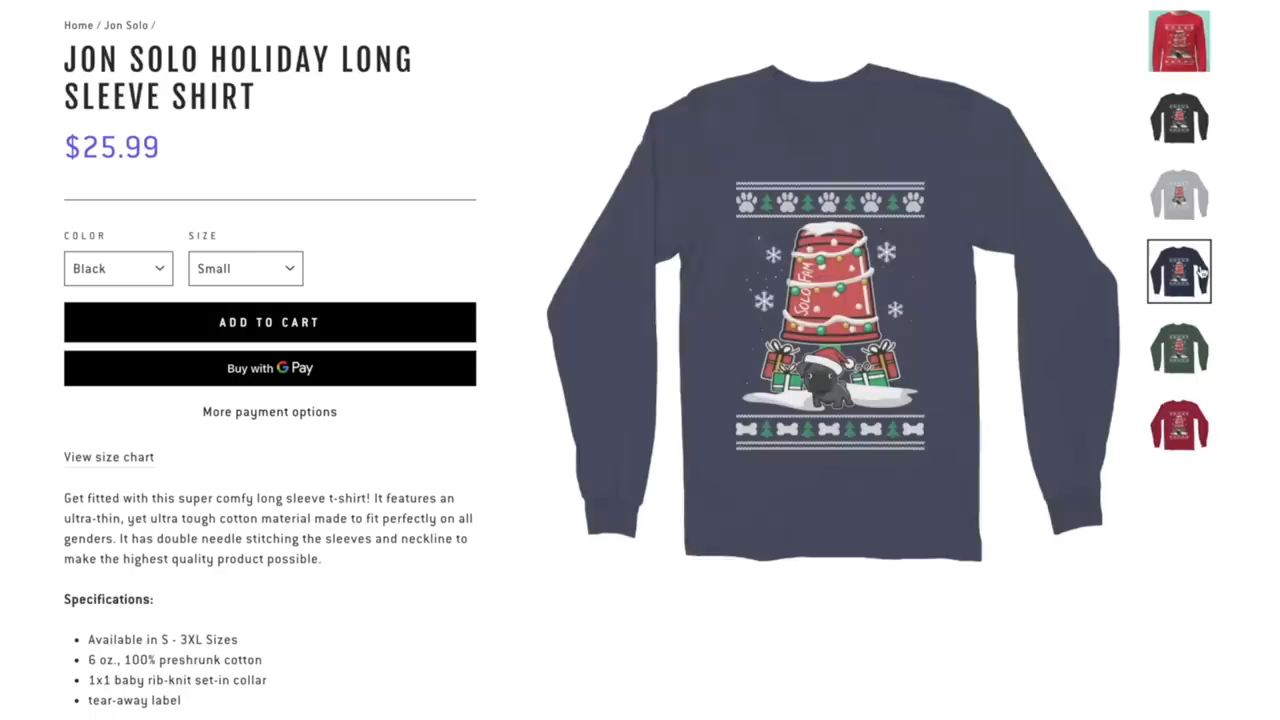 Home / Jon Solo /
JON SOLO HOLIDAY LONG
SLEEVE SHIRT
$25.99
COLOR
SIZE
Black
Small
ADD TO CART
Buy with G Pay
More payment options
View size chart
Get fitted with this super comfy long sleeve t-shirt! It features an
ultra-thin, yet ultra tough cotton material made to fit perfectly on all
genders. It has double needle stitching the sleeves and neckline to
make the highest quality product possible.
Specifications:
• Available in S - 3XL Sizes
• 6 oz., 100% preshrunk cotton
• 1x1 baby rib-knit set-in collar
• tear-away label
SOLO FAM